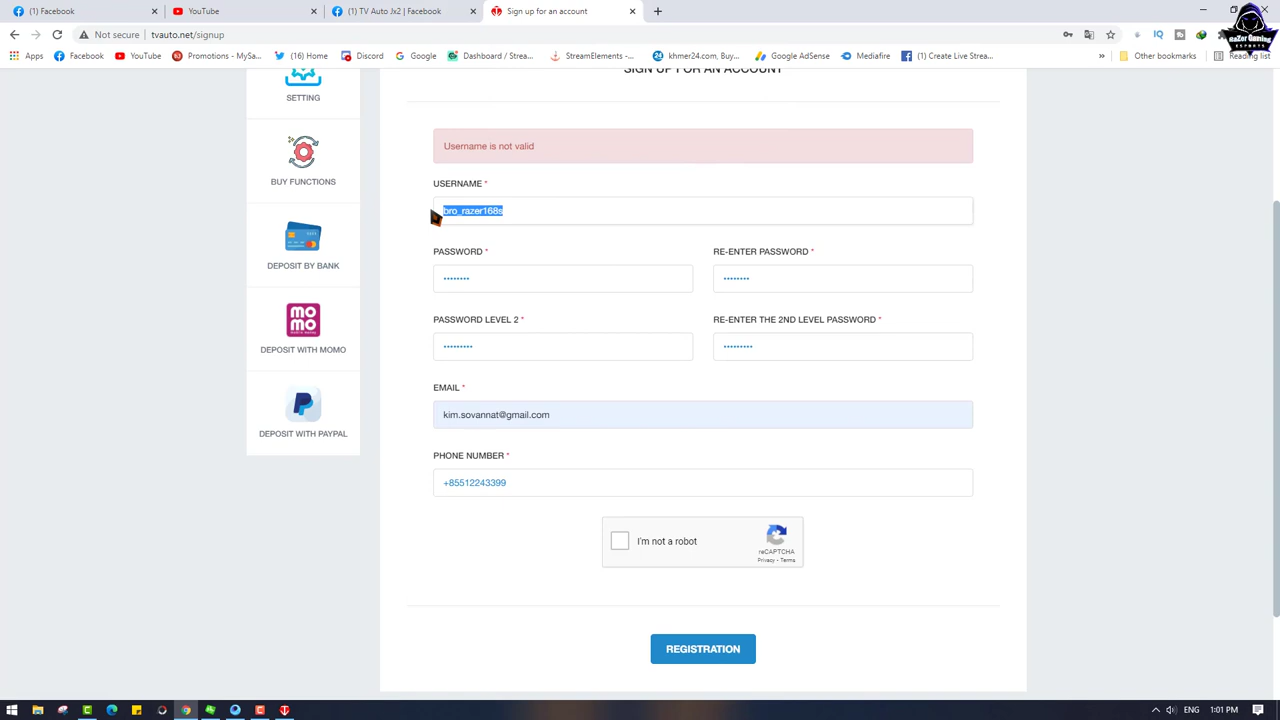 (1) Facebook
YouTube
(1) TV Auto Jx2 | Facebook
Sign up for an account
Not secure
tvauto.net/signup
Apps
Facebook
YouTube
Promotions - MySa...
(16) Home
Discord
Google
Dashboard / Strea...
StreamElements -...
khmer24.com, Buy...
Google AdSense
Mediafire
(1) Create Live Strea...
Other bookmarks
Reading list
RaZer Gaming
ESPORTS
SETTING
BUY FUNCTIONS
DEPOSIT BY BANK
mo
mo
DEPOSIT WITH MOMO
DEPOSIT WITH PAYPAL
SIGN UP FOR AN ACCOUNT
Username is not valid
USERNAME *
bro_razer168s
PASSWORD *
RE-ENTER PASSWORD *
••••••••
••••••••
PASSWORD LEVEL 2 *
RE-ENTER THE 2ND LEVEL PASSWORD *
•••••••••
•••••••••
EMAIL *
kim.sovannat@gmail.com
PHONE NUMBER *
+85512243399
I'm not a robot
reCAPTCHA
Privacy - Terms
REGISTRATION
ENG
1:01 PM